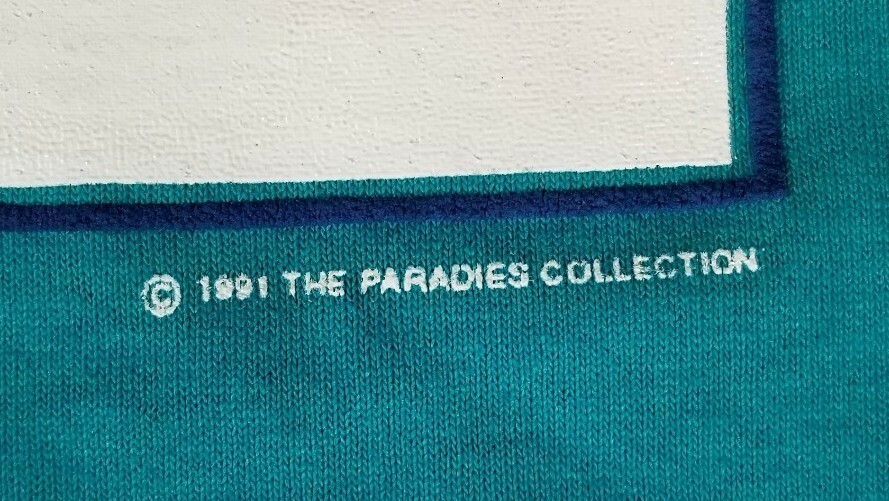 © 1991 THE PARADIES COLLECTION